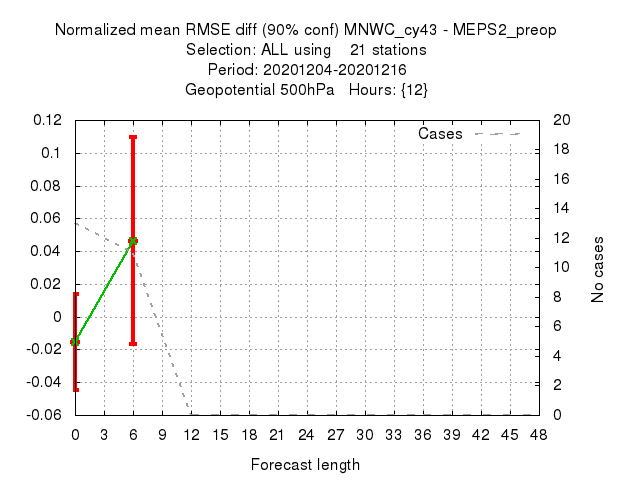 Normalized mean RMSE diff (90% conf) MNWC_cy43 - MEPS2_preop
Selection: ALL using 21 stations
Period: 20201204-20201216
Geopotential 500hPa Hours: {12}
0.12
0.1
0.08
0.06
0.04
0.02
0
-0.02
-0.04
-0.06
Cases
20
18
16
14
12
10
8
6
4
2
0
No cases
0 3 6 9 12 15 18 21 24 27 30 33 36 39 42 45 48
Forecast length